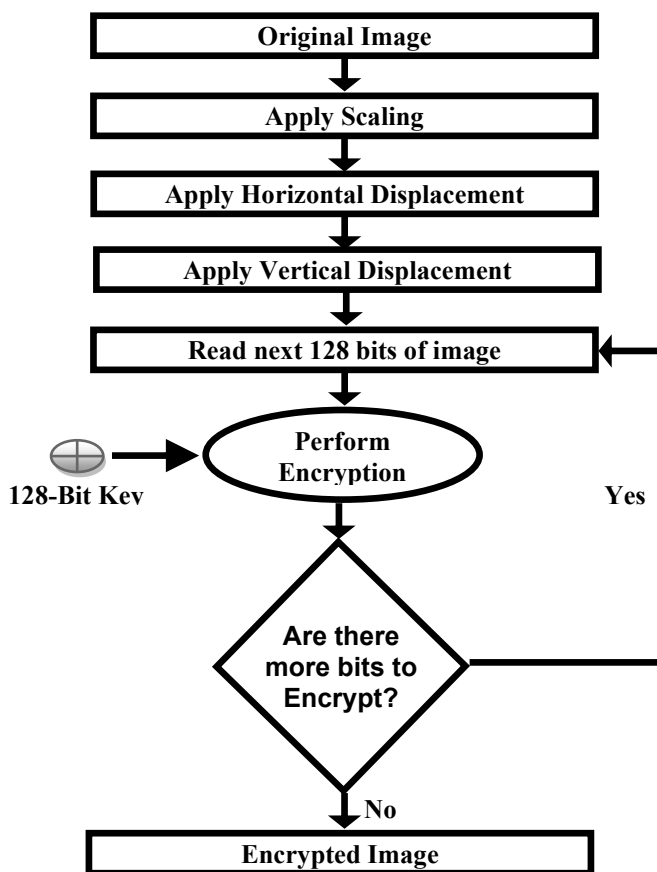 Original Image
Apply Scaling
Apply Horizontal Displacement
Apply Vertical Displacement
Read next 128 bits of image
Perform
Encryption
128-Bit Kev
Yes
Are there
more bits to
Encrypt?
No
Encrypted Image